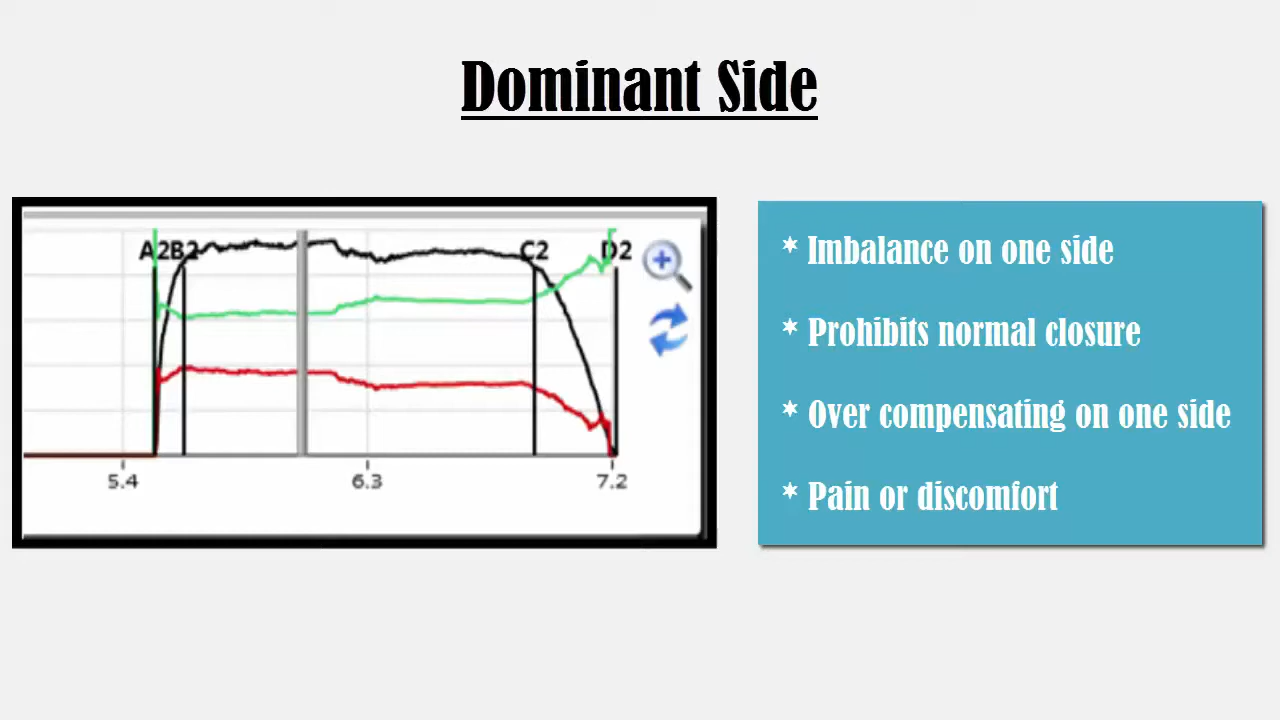 Dominant Side
A2B2 C2 D2
5.4 6.3 7.2
* Imbalance on one side
* Prohibits normal closure
* Over compensating on one side
* Pain or discomfort